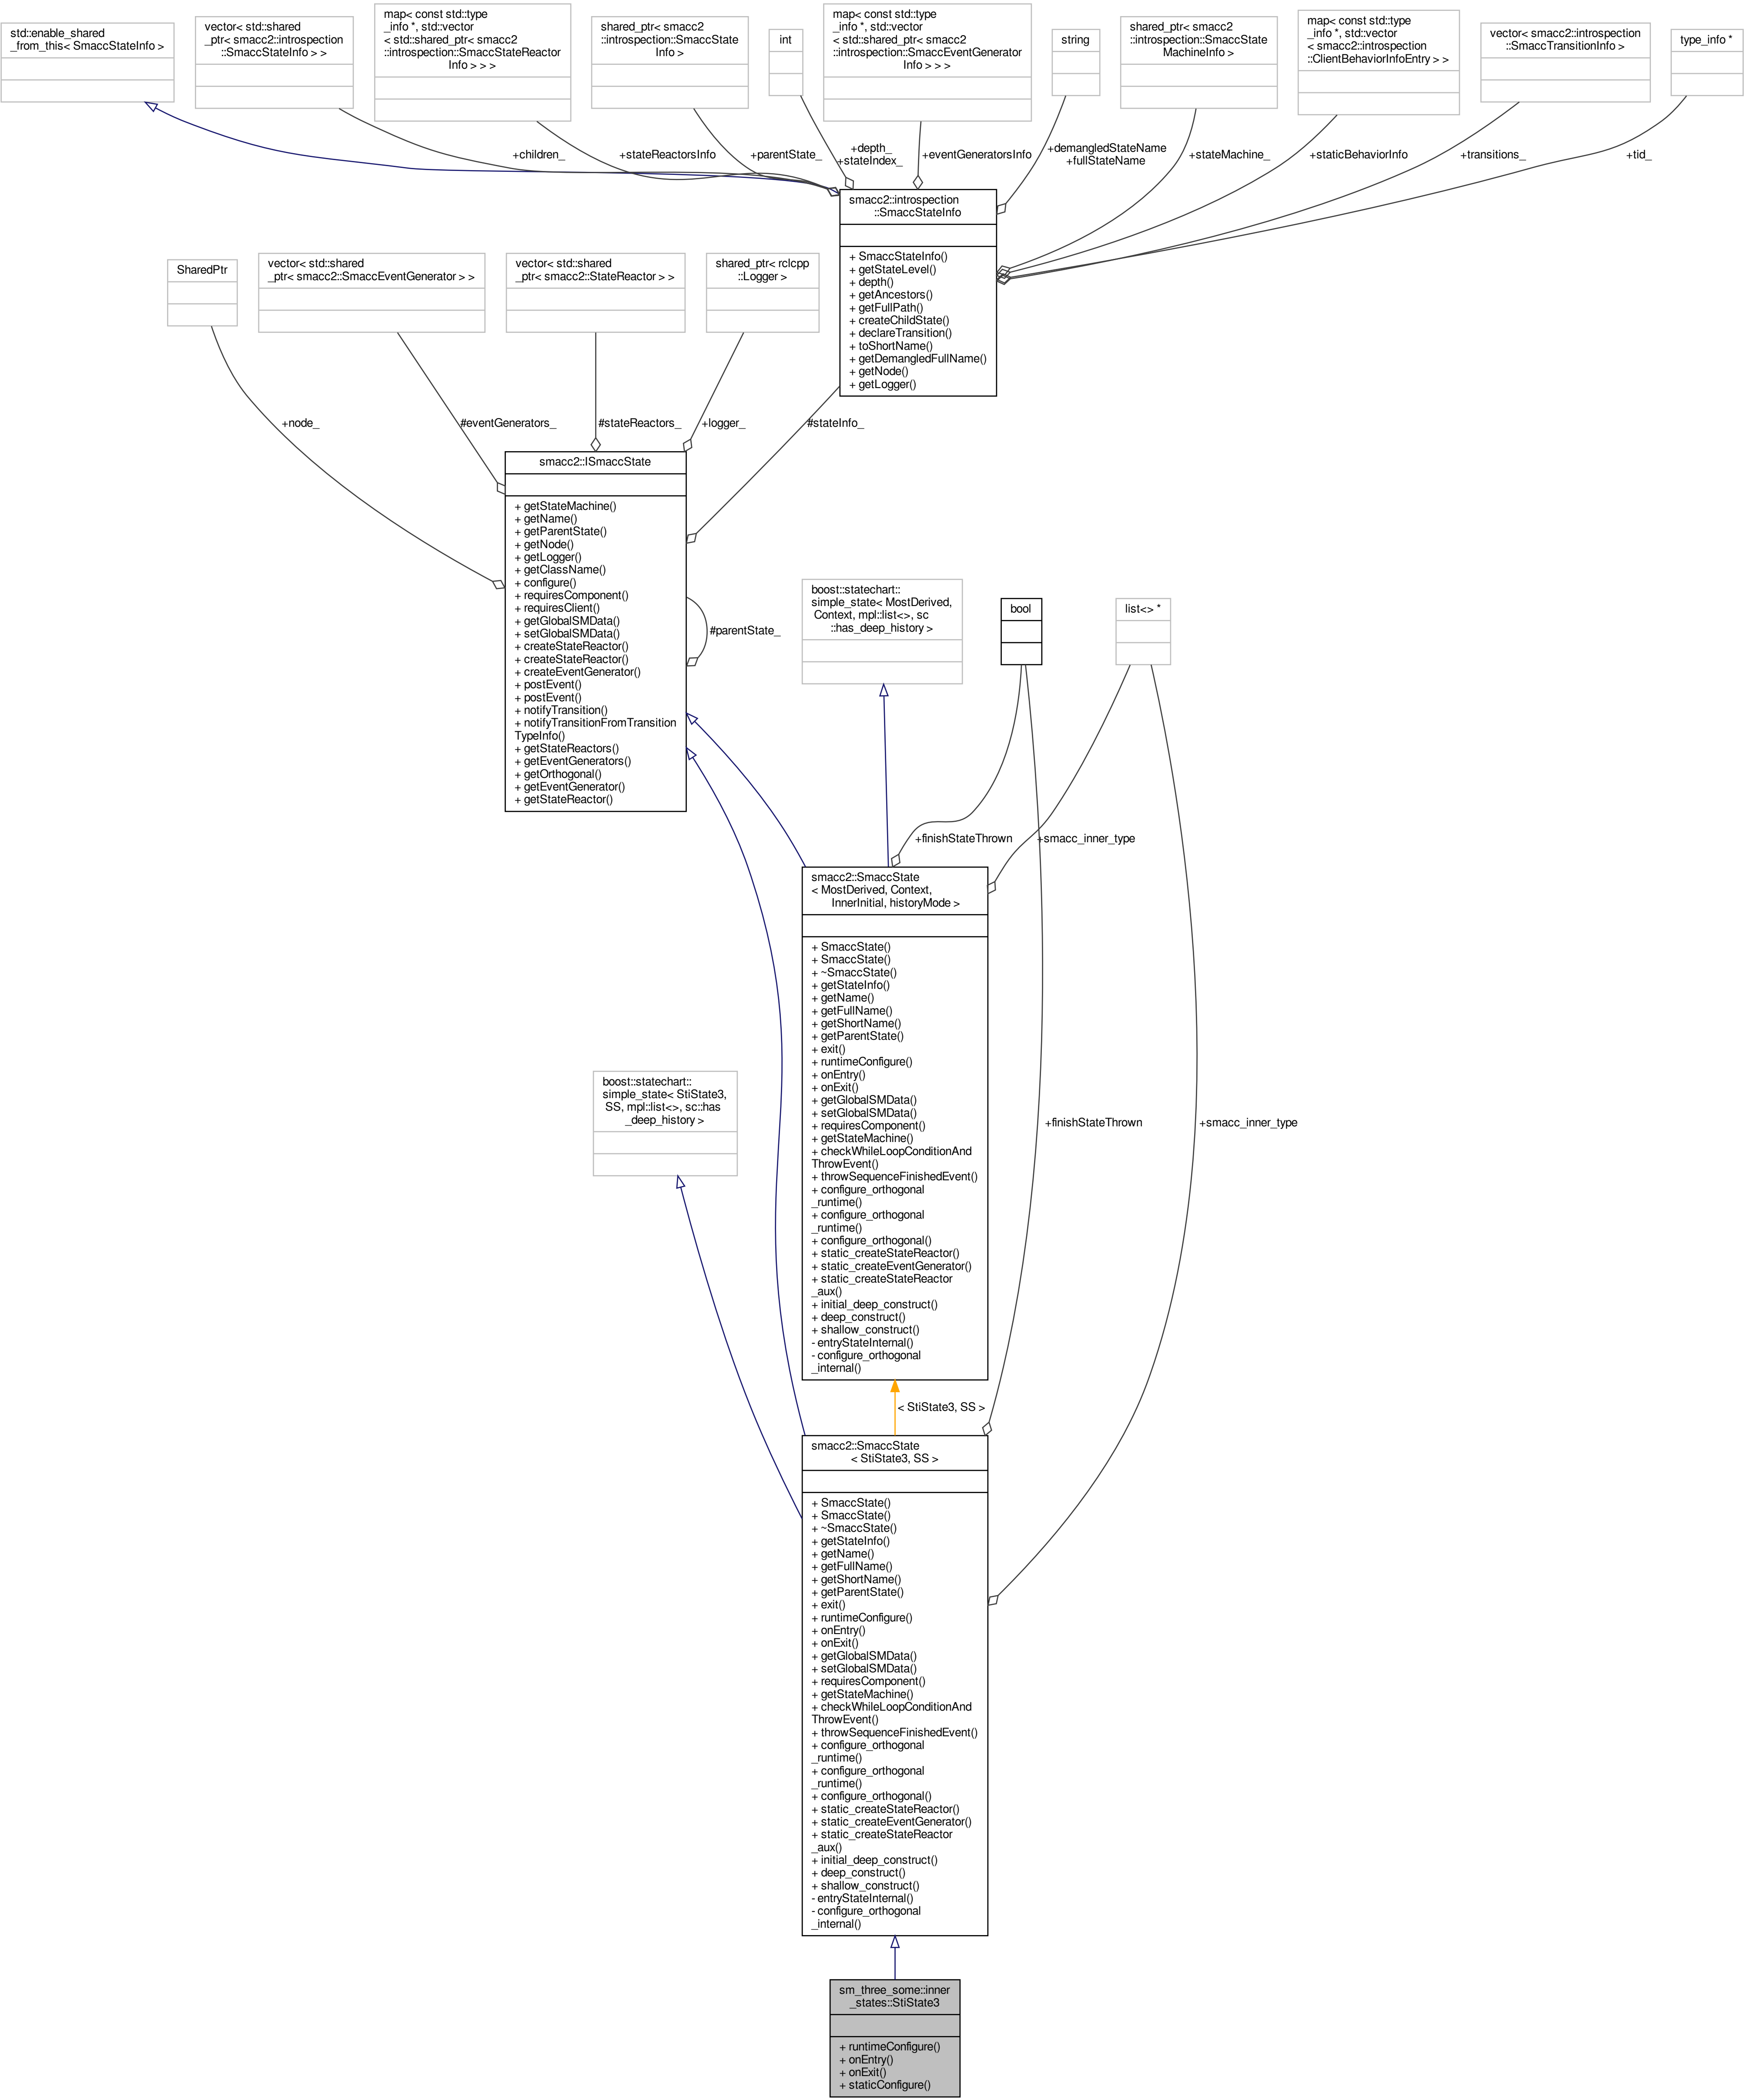 std::enable_shared
_from_this< SmaccStateInfo >
vector< std::shared
_ptr< smacc2::introspection
::SmaccStateInfo > >
map< const std::type
_info *, std::vector
< std::shared_ptr< smacc2
::introspection::SmaccStateReactor
Info > > >
shared_ptr< smacc2
::introspection::SmaccState
Info >
int
map< const std::type
_info *, std::vector
< std::shared_ptr< smacc2
::introspection::SmaccEventGenerator
Info > > >
string
shared_ptr< smacc2
::introspection::SmaccState
MachineInfo >
map< const std::type
_info *, std::vector
< smacc2::introspection
::ClientBehaviorInfoEntry > >
vector< smacc2::introspection
::SmaccTransitionInfo >
type_info *
+children_
+stateReactorsInfo
+parentState_
+depth_
+stateIndex_
+eventGeneratorsInfo
+demangledStateName
+fullStateName
+stateMachine_
+staticBehaviorInfo
+transitions_
+tid_
smacc2::introspection
::SmaccStateInfo
+ SmaccStateInfo()
+ getStateLevel()
+ depth()
+ getAncestors()
+ getFullPath()
+ createChildState()
+ declareTransition()
+ toShortName()
+ getDemangledFullName()
+ getNode()
+ getLogger()
SharedPtr
vector< std::shared
_ptr< smacc2::SmaccEventGenerator > >
vector< std::shared
_ptr< smacc2::StateReactor > >
shared_ptr< rclcpp
::Logger >
+node_
#eventGenerators_
#stateReactors_
+logger_
#stateInfo_
smacc2::ISmaccState
+ getStateMachine()
+ getName()
+ getParentState()
+ getNode()
+ getLogger()
+ getClassName()
+ configure()
+ requiresComponent()
+ requiresClient()
+ getGlobalSMData()
+ setGlobalSMData()
+ createStateReactor()
+ createStateReactor()
+ createEventGenerator()
+ postEvent()
+ postEvent()
+ notifyTransition()
+ notifyTransitionFromTransition
TypeInfo()
+ getStateReactors()
+ getEventGenerators()
+ getOrthogonal()
+ getEventGenerator()
+ getStateReactor()
#parentState_
boost::statechart::
simple_state< MostDerived,
Context, mpl::list<>, sc
::has_deep_history >
bool
list<> *
+finishStateThrown
+smacc_inner_type
smacc2::SmaccState
< MostDerived, Context,
InnerInitial, historyMode >
+ SmaccState()
+ SmaccState()
+ ~SmaccState()
+ getStateInfo()
+ getName()
+ getFullName()
+ getShortName()
+ getParentState()
+ exit()
+ runtimeConfigure()
+ onEntry()
+ onExit()
+ getGlobalSMData()
+ setGlobalSMData()
+ requiresComponent()
+ getStateMachine()
+ checkWhileLoopConditionAnd
ThrowEvent()
+ throwSequenceFinishedEvent()
+ configure_orthogonal
_runtime()
+ configure_orthogonal
_runtime()
+ configure_orthogonal()
+ static_createStateReactor()
+ static_createEventGenerator()
+ static_createStateReactor
_aux()
+ initial_deep_construct()
+ deep_construct()
+ shallow_construct()
- entryStateInternal()
- configure_orthogonal
_internal()
boost::statechart::
simple_state< StiState3,
SS, mpl::list<>, sc::has
_deep_history >
+finishStateThrown
+smacc_inner_type
< StiState3, SS >
smacc2::SmaccState
< StiState3, SS >
+ SmaccState()
+ SmaccState()
+ ~SmaccState()
+ getStateInfo()
+ getName()
+ getFullName()
+ getShortName()
+ getParentState()
+ exit()
+ runtimeConfigure()
+ onEntry()
+ onExit()
+ getGlobalSMData()
+ setGlobalSMData()
+ requiresComponent()
+ getStateMachine()
+ checkWhileLoopConditionAnd
ThrowEvent()
+ throwSequenceFinishedEvent()
+ configure_orthogonal
_runtime()
+ configure_orthogonal
_runtime()
+ configure_orthogonal()
+ static_createStateReactor()
+ static_createEventGenerator()
+ static_createStateReactor
_aux()
+ initial_deep_construct()
+ deep_construct()
+ shallow_construct()
- entryStateInternal()
- configure_orthogonal
_internal()
sm_three_some::inner
_states::StiState3
+ runtimeConfigure()
+ onEntry()
+ onExit()
+ staticConfigure()